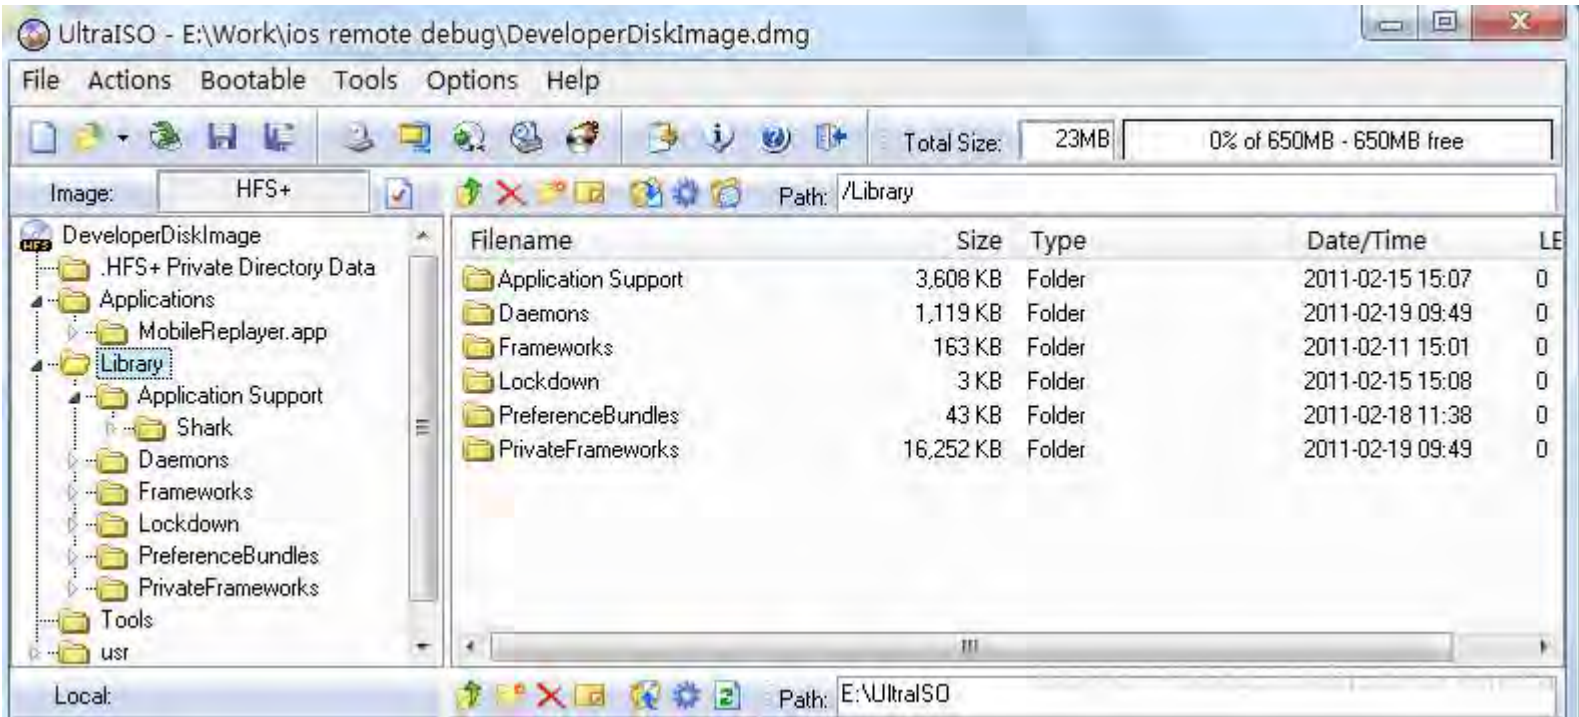 UltraISO - E:\Work\ios remote debug\DeveloperDiskImage.dmg
File Actions Bootable Tools Options Help
Total Size: 23MB 0% of 650MB - 650MB free
Image: HFS+ Path: /Library
DeveloperDiskImage
.HFS+ Private Directory Data
Applications
MobileReplayer.app
Library
Application Support
Shark
Daemons
Frameworks
Lockdown
PreferenceBundles
PrivateFrameworks
Tools
usr
Filename Size Type Date/Time LE
Application Support 3,608 KB Folder 2011-02-15 15:07 0
Daemons 1,119 KB Folder 2011-02-19 09:49 0
Frameworks 163 KB Folder 2011-02-11 15:01 0
Lockdown 3 KB Folder 2011-02-15 15:08 0
PreferenceBundles 43 KB Folder 2011-02-18 11:38 0
PrivateFrameworks 16,252 KB Folder 2011-02-19 09:49 0
Local: Path: E:\UltraISO